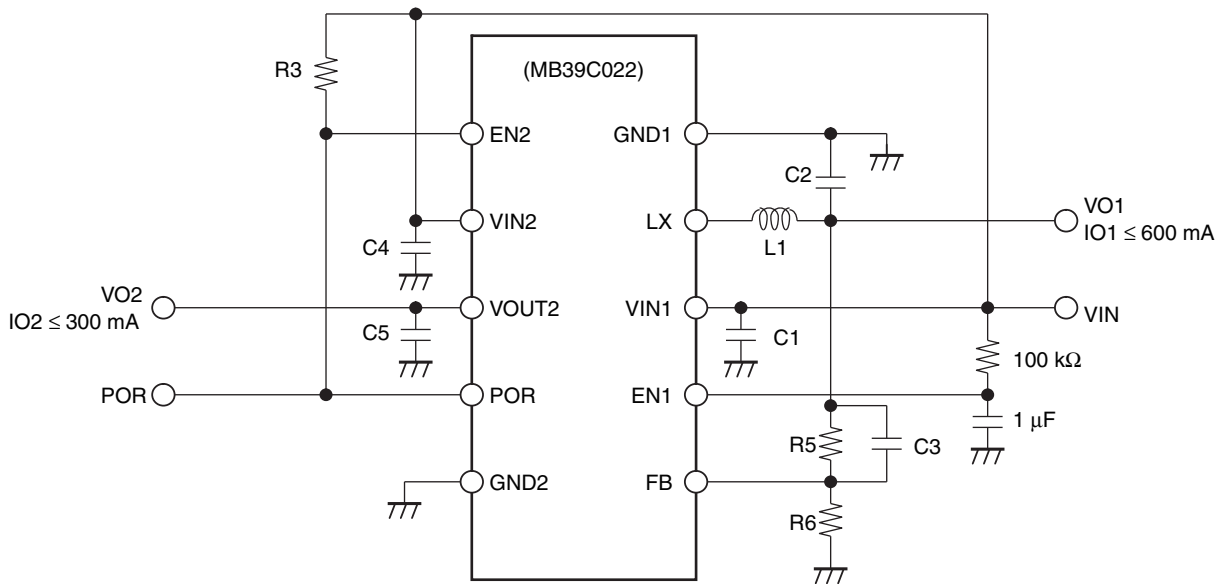 R3
(MB39C022)
EN2
GND1
C2
VIN2
LX
C4
L1
VO1
IO1 ≤ 600 mA
VO2
IO2 ≤ 300 mA
VOUT2
VIN1
C5
C1
VIN
100 kΩ
POR
POR
EN1
1 μF
R5
C3
GND2
FB
R6